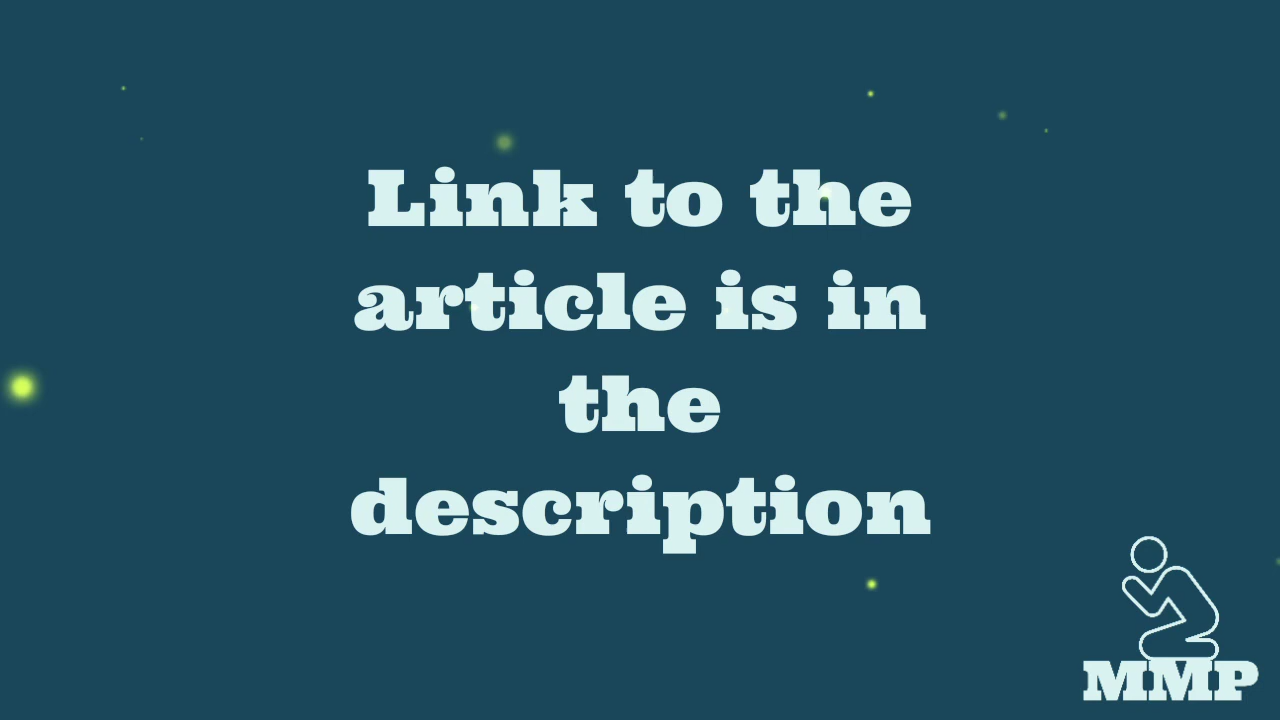 Link to the
article is in
the
description
MMP